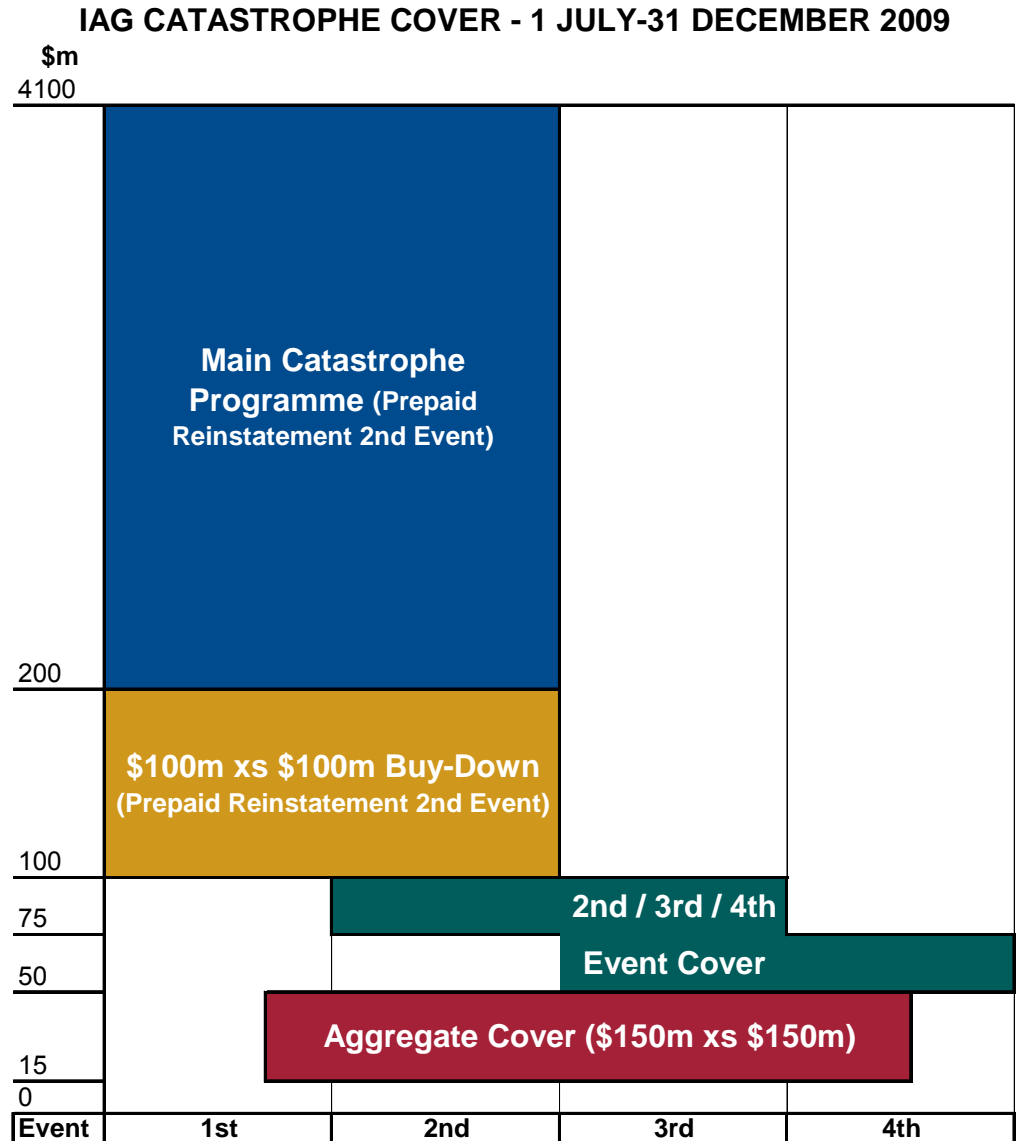 IAG CATASTROPHE COVER - 1 JULY-31 DECEMBER 2009
$m
4100
Main Catastrophe
Programme (Prepaid
Reinstatement 2nd Event)
200
$100m xs $100m Buy-Down
(Prepaid Reinstatement 2nd Event)
100
2nd / 3rd / 4th
75
Event Cover
50
Aggregate Cover ($150m xs $150m)
15
0
Event 1st 2nd 3rd 4th